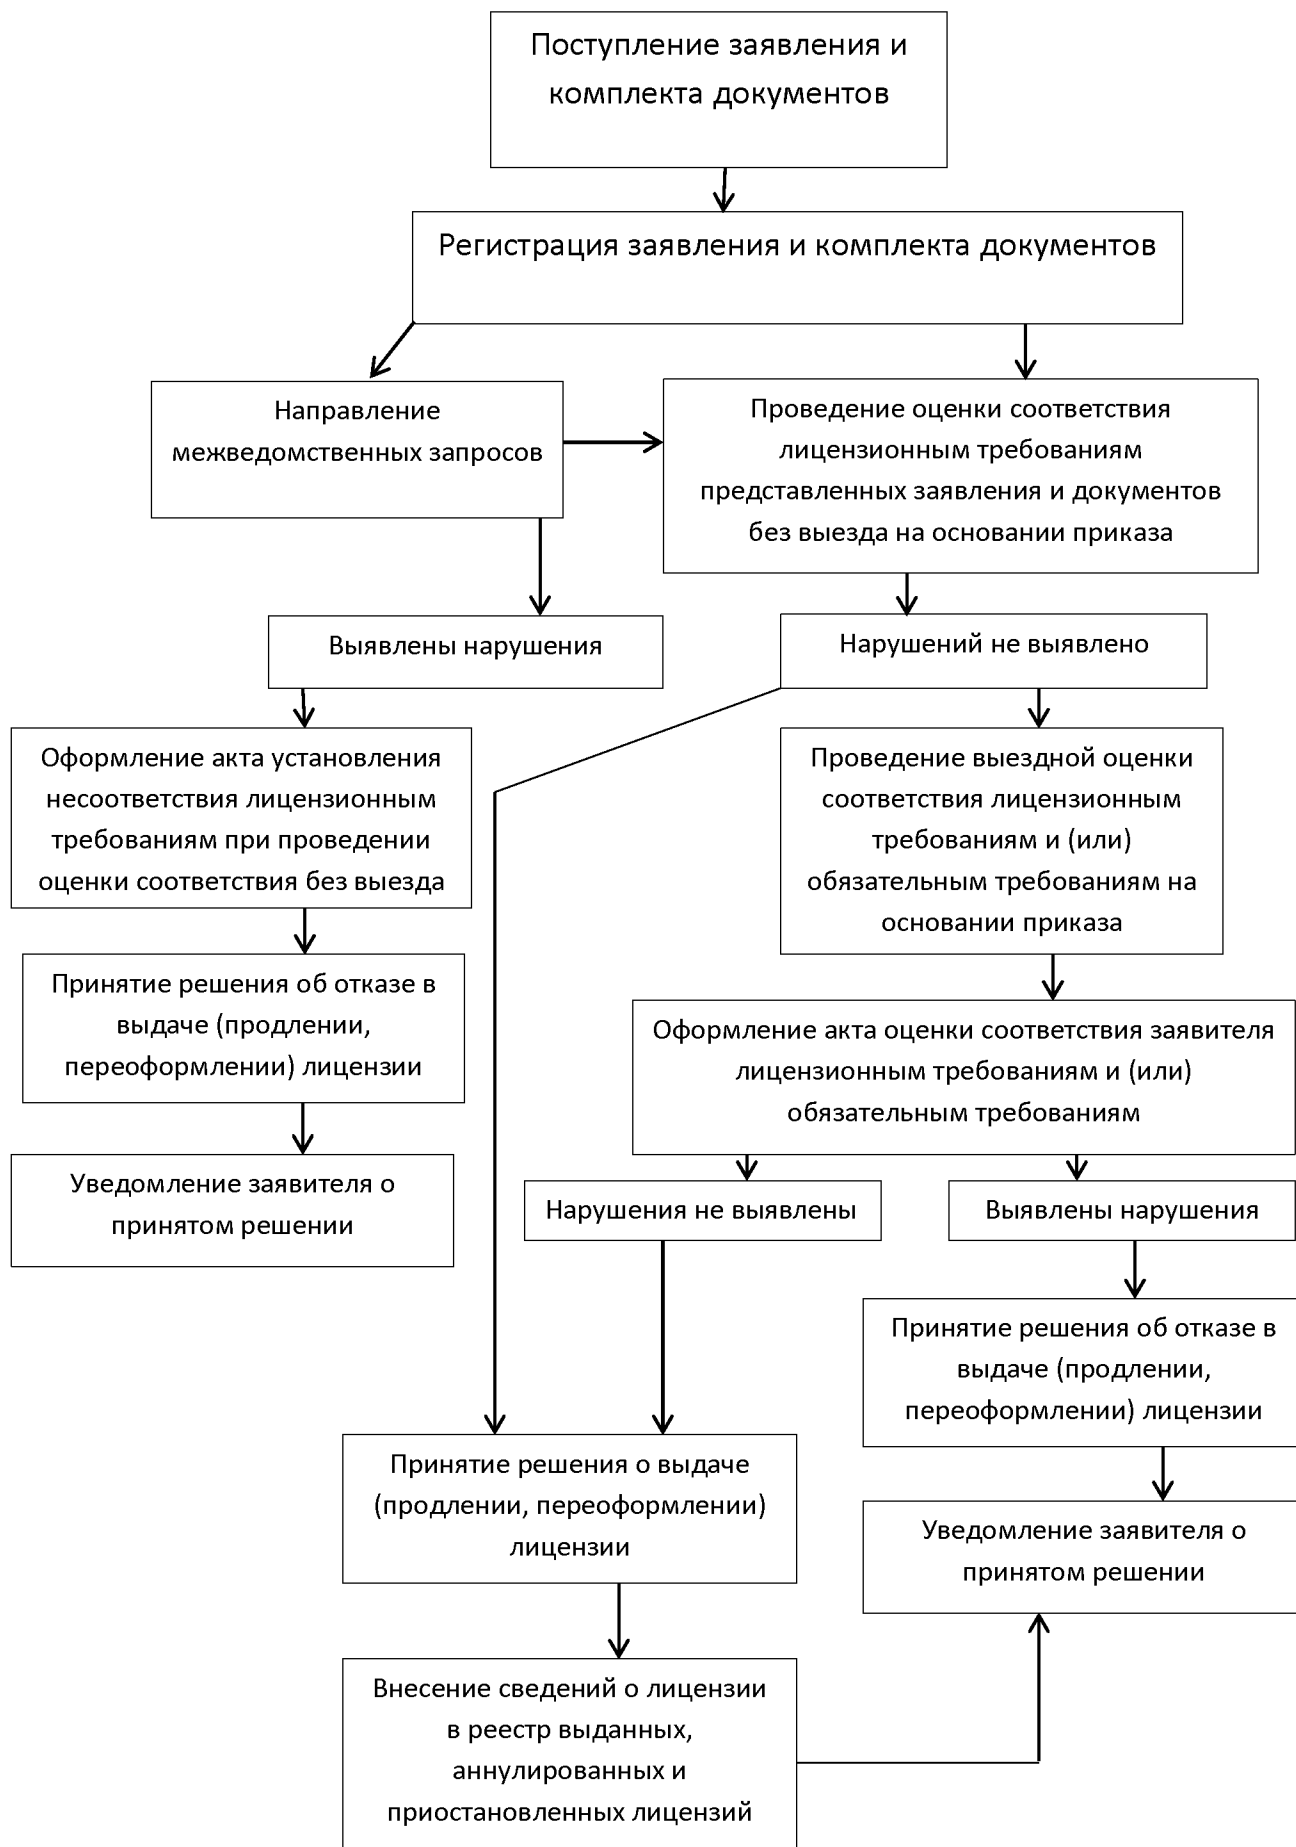 Поступление заявления и
комплекта документов
Регистрация заявления и комплекта документов
Направление
межведомственных запросов
Проведение оценки соответствия
лицензионным требованиям
представленных заявления и документов
без выезда на основании приказа
Выявлены нарушения
Нарушений не выявлено
Оформление акта установления
несоответствия лицензионным
требованиям при проведении
оценки соответствия без выезда
Проведение выездной оценки
соответствия лицензионным
требованиям и (или)
обязательным требованиям на
основании приказа
Принятие решения об отказе в
выдаче (продлении,
переоформлении) лицензии
Оформление акта оценки соответствия заявителя
лицензионным требованиям и (или)
обязательным требованиям
Уведомление заявителя о
принятом решении
Нарушения не выявлены
Выявлены нарушения
Принятие решения об отказе в
выдаче (продлении,
переоформлении) лицензии
Принятие решения о выдаче
(продлении, переоформлении)
лицензии
Уведомление заявителя о
принятом решении
Внесение сведений о лицензии
в реестр выданных,
аннулированных и
приостановленных лицензий